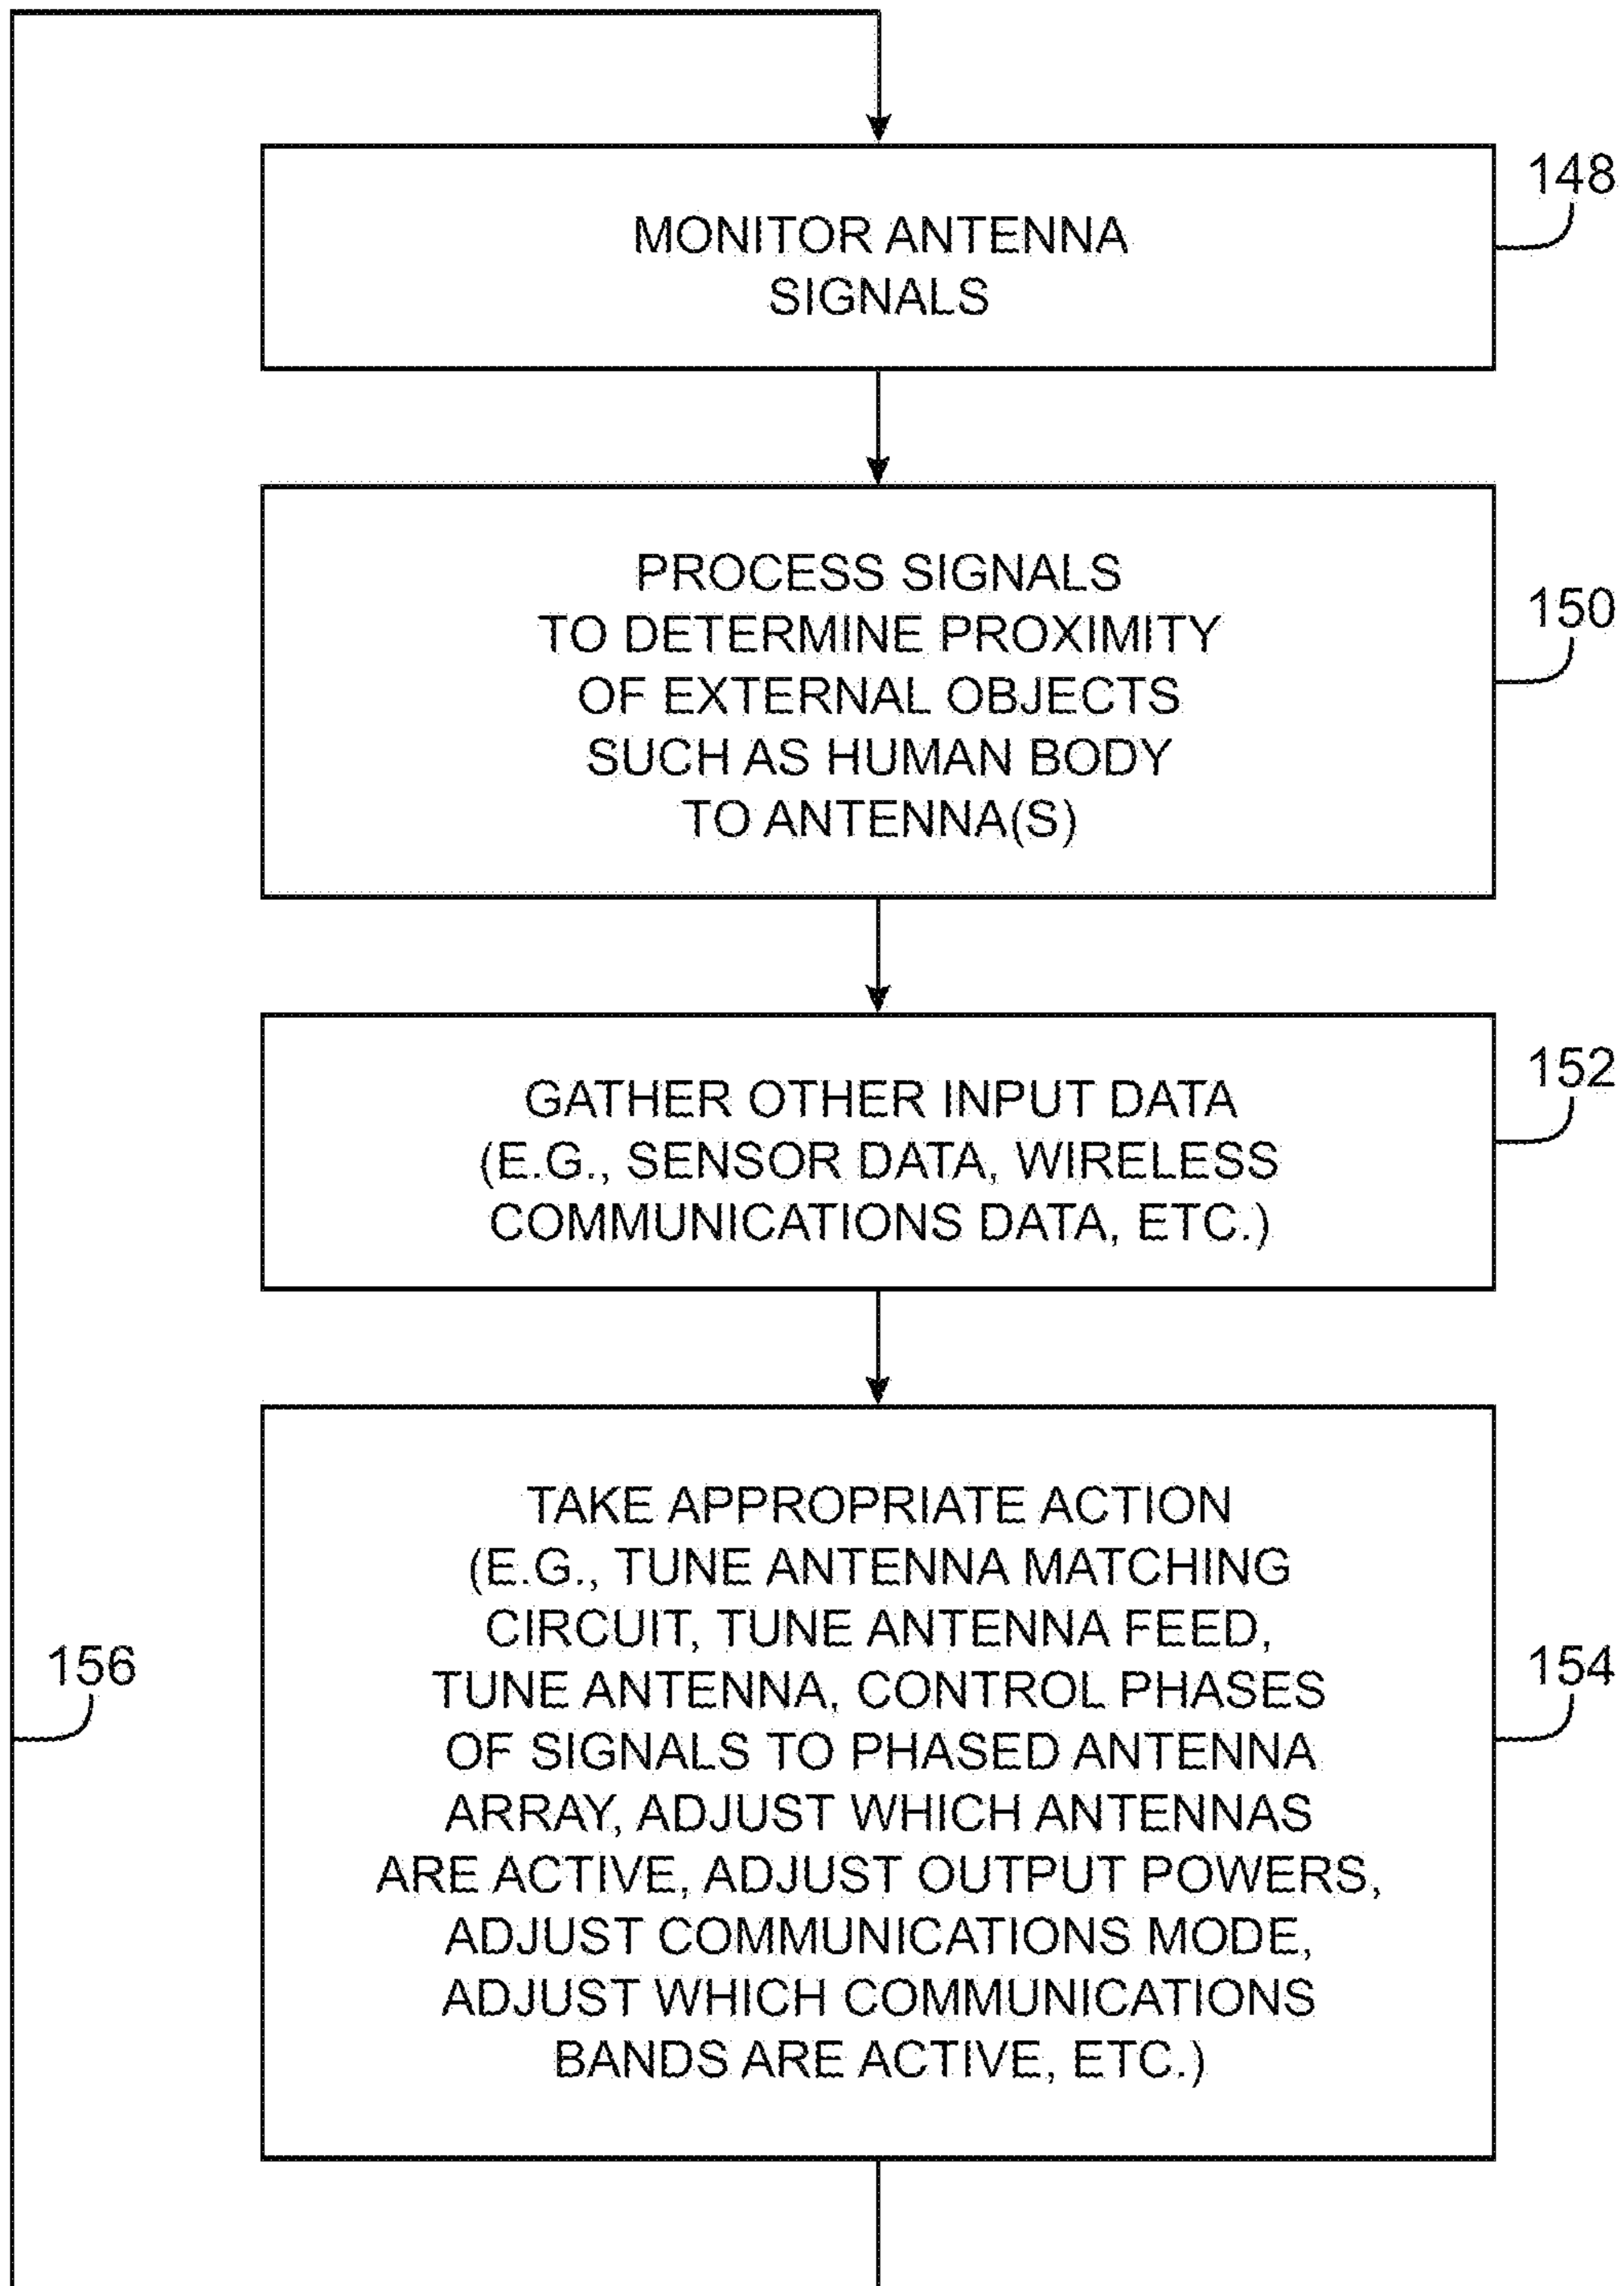 MONITOR ANTENNA
SIGNALS
148
PROCESS SIGNALS
TO DETERMINE PROXIMITY
OF EXTERNAL OBJECTS
SUCH AS HUMAN BODY
TO ANTENNA(S)
150
GATHER OTHER INPUT DATA
(E.G., SENSOR DATA, WIRELESS
COMMUNICATIONS DATA, ETC.)
152
TAKE APPROPRIATE ACTION
(E.G., TUNE ANTENNA MATCHING
CIRCUIT, TUNE ANTENNA FEED,
TUNE ANTENNA, CONTROL PHASES
OF SIGNALS TO PHASED ANTENNA
ARRAY, ADJUST WHICH ANTENNAS
ARE ACTIVE, ADJUST OUTPUT POWERS,
ADJUST COMMUNICATIONS MODE,
ADJUST WHICH COMMUNICATIONS
BANDS ARE ACTIVE, ETC.)
154
156